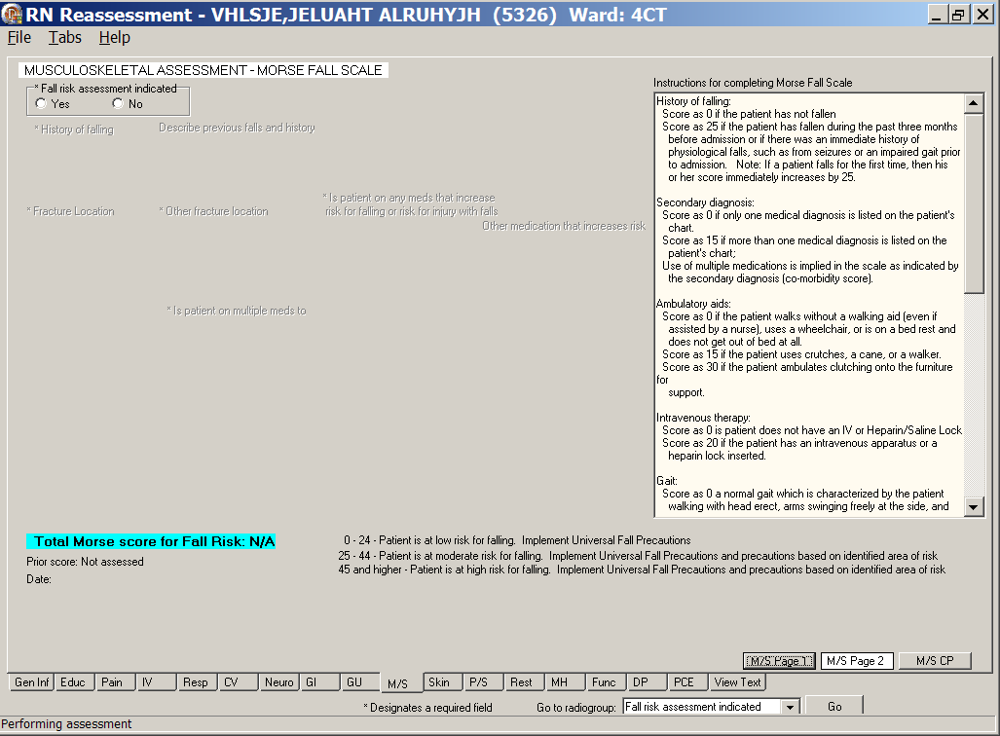 RN Reassessment - VHLSJE,JELUAHT ALRUHYJH (5326) Ward: 4CT
File Tabs Help
MUSCULOSKELETAL ASSESSMENT - MORSE FALL SCALE
* Fall risk assessment indicated
Yes No
* History of falling
Describe previous falls and history
* Fracture Location
* Other fracture location
* Is patient on any meds that increase
risk for falling or risk for injury with falls
Other medication that increases risk
* Is patient on multiple meds to
Instructions for completing Morse Fall Scale
History of falling:
Score as 0 if the patient has not fallen
Score as 25 if the patient has fallen during the past three months
before admission or if there was an immediate history of
physiological falls, such as from seizures or an impaired gait prior
to admission. Note: If a patient falls for the first time, then his
or her score immediately increases by 25.
Secondary diagnosis:
Score as 0 if only one medical diagnosis is listed on the patient's
chart.
Score as 15 if more than one medical diagnosis is listed on the
patient's chart;
Use of multiple medications is implied in the scale as indicated by
the secondary diagnosis (co-morbidity score).
Ambulatory aids:
Score as 0 if the patient walks without a walking aid (even if
assisted by a nurse), uses a wheelchair, or is on a bed rest and
does not get out of bed at all.
Score as 15 if the patient uses crutches, a cane, or a walker.
Score as 30 if the patient ambulates clutching onto the furniture
for
support.
Intravenous therapy:
Score as 0 is patient does not have an IV or Heparin/Saline Lock
Score as 20 if the patient has an intravenous apparatus or a
heparin lock inserted.
Gait:
Score as 0 a normal gait which is characterized by the patient
walking with head erect, arms swinging freely at the side, and
Total Morse score for Fall Risk: N/A
Prior score: Not assessed
Date:
0 - 24 - Patient is at low risk for falling. Implement Universal Fall Precautions
25 - 44 - Patient is at moderate risk for falling. Implement Universal Fall Precautions and precautions based on identified area of risk
45 and higher - Patient is at high risk for falling. Implement Universal Fall Precautions and precautions based on identified area of risk
M/S Page 1 M/S Page 2 M/S CP
Gen Inf Educ Pain IV Resp CV Neuro GI GU M/S Skin P/S Rest MH Func DP PCE View Text
* Designates a required field Go to radiogroup: Fall risk assessment indicated Go
Performing assessment